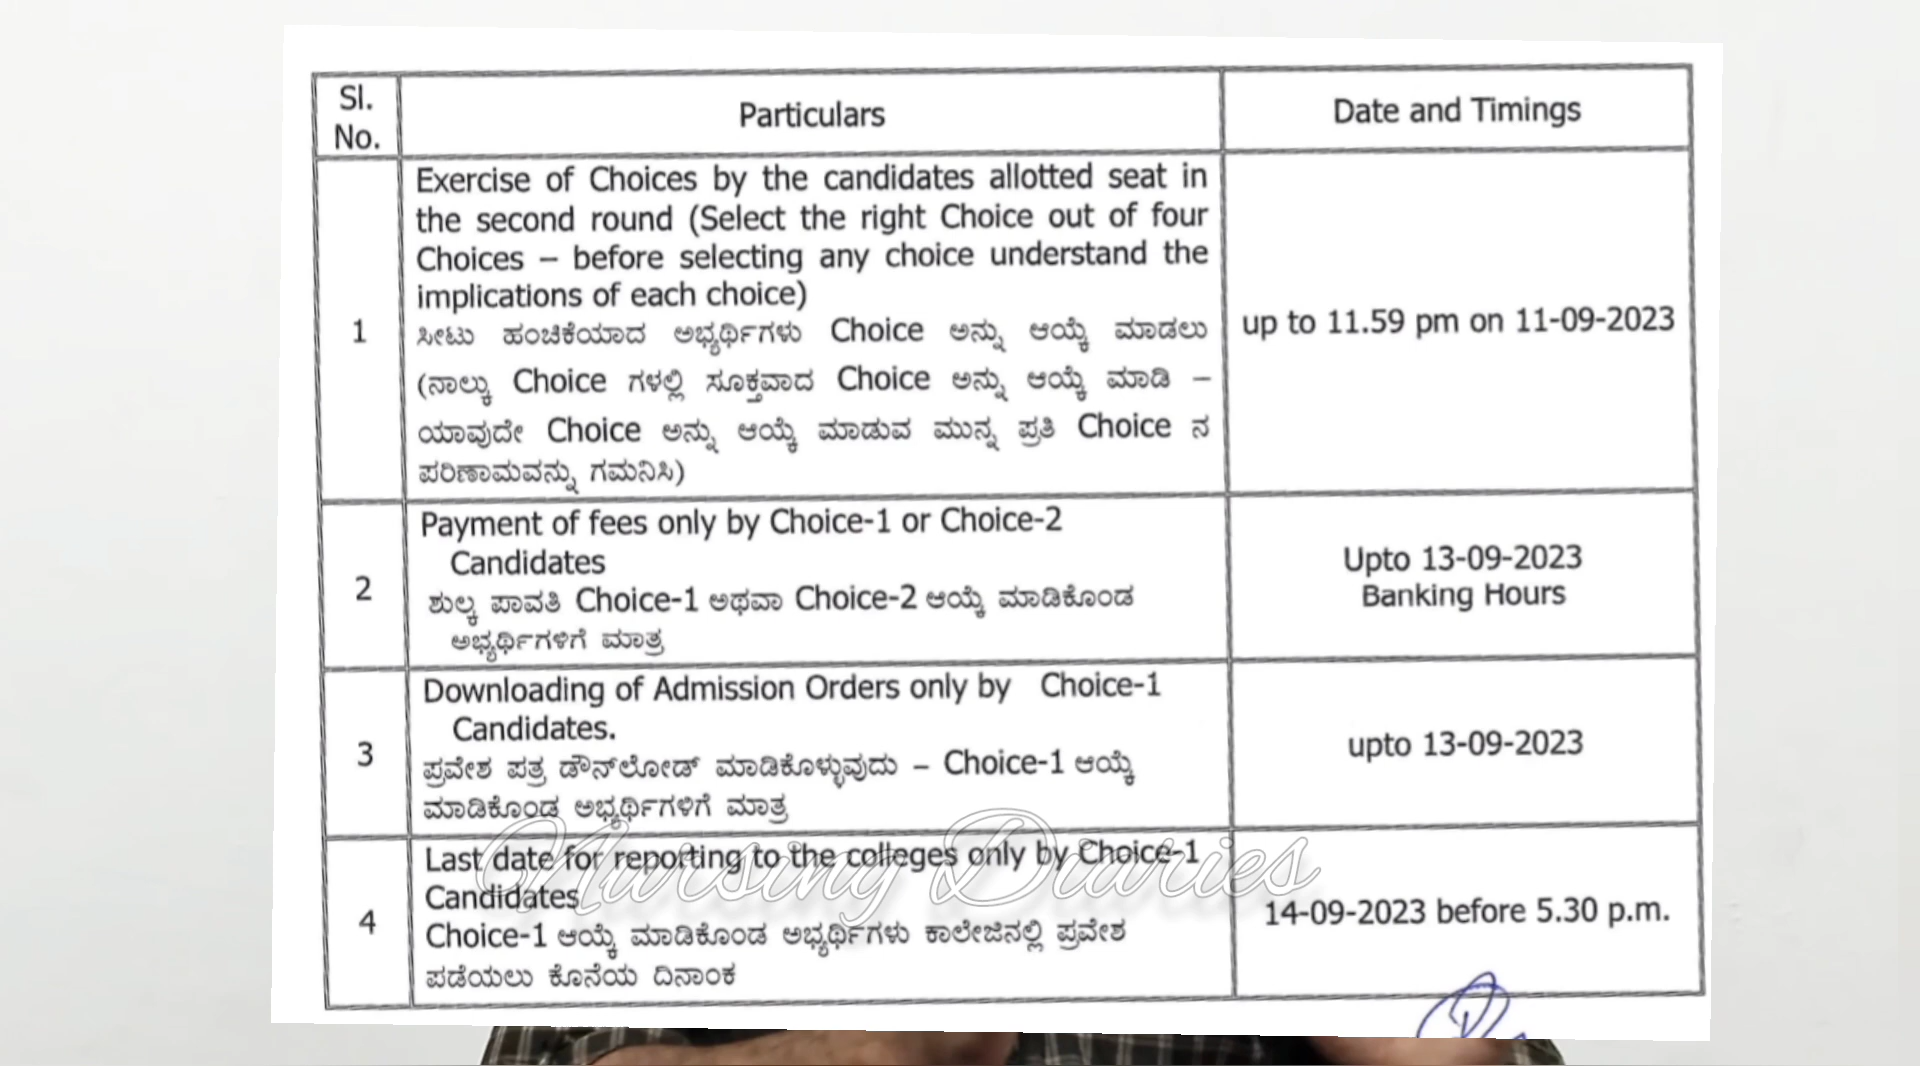 Sl.
No.
Particulars
Date and Timings
1
Exercise of Choices by the candidates allotted seat in
the second round (Select the right Choice out of four
Choices – before selecting any choice understand the
implications of each choice)
ಸೀಟು ಹಂಚಿಕೆಯಾದ ಅಭ್ಯರ್ಥಿಗಳು Choice ಅನ್ನು ಆಯ್ಕೆ ಮಾಡಲು
(ನಾಲ್ಕು Choice ಗಳಲ್ಲಿ ಸೂಕ್ತವಾದ Choice ಅನ್ನು ಆಯ್ಕೆ ಮಾಡಿ –
ಯಾವುದೇ Choice ಅನ್ನು ಆಯ್ಕೆ ಮಾಡುವ ಮುನ್ನ ಪ್ರತಿ Choice ನ
ಪರಿಣಾಮವನ್ನು ಗಮನಿಸಿ)
up to 11.59 pm on 11-09-2023
2
Payment of fees only by Choice-1 or Choice-2
Candidates
ಶುಲ್ಕ ಪಾವತಿ Choice-1 ಅಥವಾ Choice-2 ಆಯ್ಕೆ ಮಾಡಿಕೊಂಡ
ಅಭ್ಯರ್ಥಿಗಳಿಗೆ ಮಾತ್ರ
Upto 13-09-2023
Banking Hours
3
Downloading of Admission Orders only by Choice-1
Candidates.
ಪ್ರವೇಶ ಪತ್ರ ಡೌನ್‌ಲೋಡ್ ಮಾಡಿಕೊಳ್ಳುವುದು – Choice-1 ಆಯ್ಕೆ
ಮಾಡಿಕೊಂಡ ಅಭ್ಯರ್ಥಿಗಳಿಗೆ ಮಾತ್ರ
upto 13-09-2023
4
Last date for reporting to the colleges only by Choice-1
Candidates
Choice-1 ಆಯ್ಕೆ ಮಾಡಿಕೊಂಡ ಅಭ್ಯರ್ಥಿಗಳು ಕಾಲೇಜಿನಲ್ಲಿ ಪ್ರವೇಶ
ಪಡೆಯಲು ಕೊನೆಯ ದಿನಾಂಕ
14-09-2023 before 5.30 p.m.
Nursing Diaries